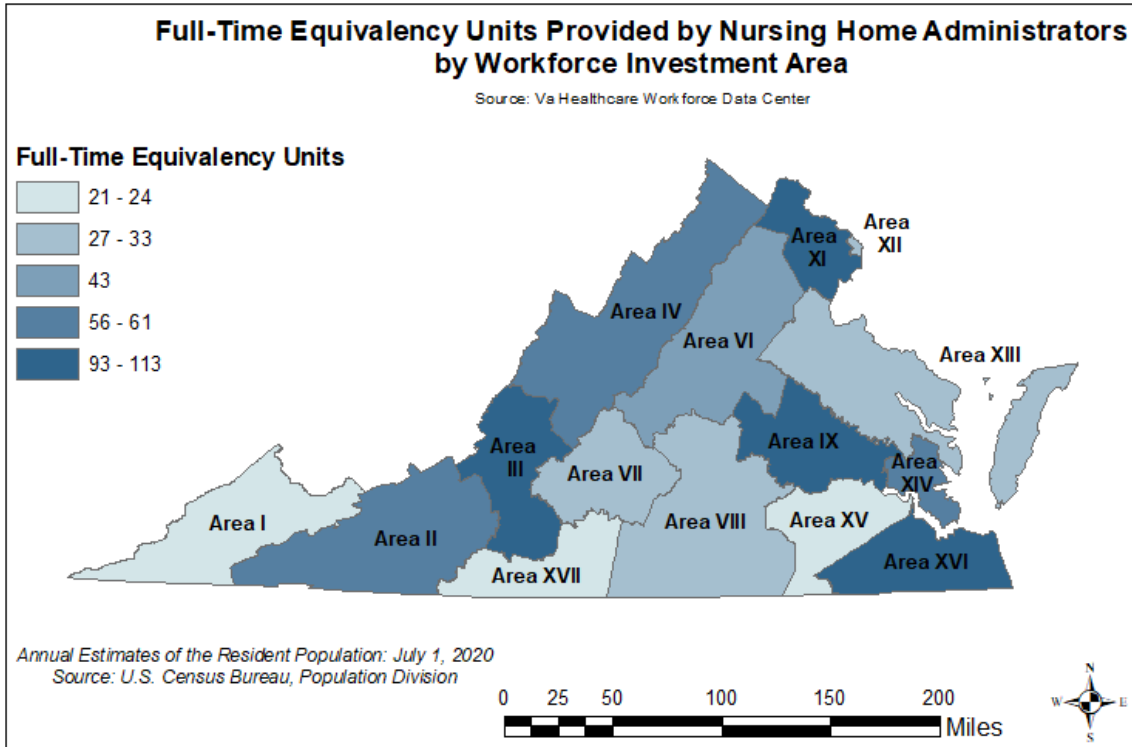 Full-Time Equivalency Units Provided by Nursing Home Administrators
by Workforce Investment Area
Source: Va Healthcare Workforce Data Center
Full-Time Equivalency Units
21 - 24
27 - 33
43
56 - 61
93 - 113
Area
XII
Area
XI
Area IV
Area VI
Area XIII
Area
III
Area IX
Area VII
Area
XIV
Area I
Area II
Area VIII
Area XV
Area XVII
Area XVI
Annual Estimates of the Resident Population: July 1, 2020
Source: U.S. Census Bureau, Population Division
0 25 50 100 150 200
Miles
N
W E
S